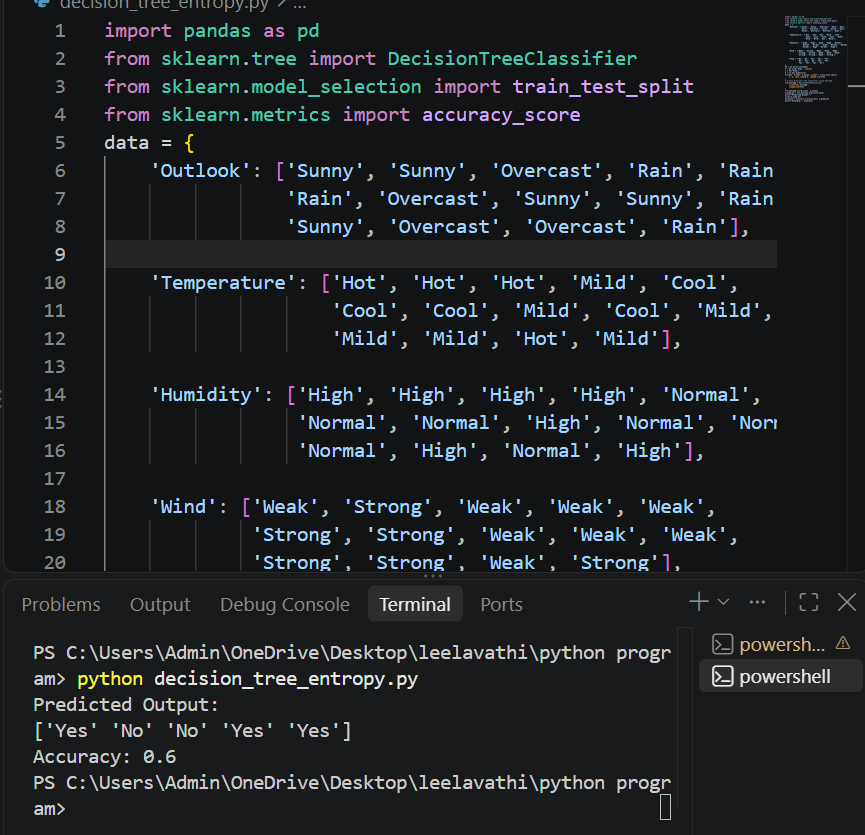 decision_tree_entropy.py > ...
1 import pandas as pd
2 from sklearn.tree import DecisionTreeClassifier
3 from sklearn.model_selection import train_test_split
4 from sklearn.metrics import accuracy_score
5 data = {
6 'Outlook': ['Sunny', 'Sunny', 'Overcast', 'Rain', 'Rain
7 'Rain', 'Overcast', 'Sunny', 'Sunny', 'Rain
8 'Sunny', 'Overcast', 'Overcast', 'Rain'],
9
10 'Temperature': ['Hot', 'Hot', 'Hot', 'Mild', 'Cool',
11 'Cool', 'Cool', 'Mild', 'Cool', 'Mild',
12 'Mild', 'Mild', 'Hot', 'Mild'],
13
14 'Humidity': ['High', 'High', 'High', 'High', 'Normal',
15 'Normal', 'Normal', 'High', 'Normal', 'Nor
16 'Normal', 'High', 'Normal', 'High'],
17
18 'Wind': ['Weak', 'Strong', 'Weak', 'Weak', 'Weak',
19 'Strong', 'Strong', 'Weak', 'Weak', 'Weak',
20 'Strong', 'Strong', 'Weak', 'Strong'],
Problems Output Debug Console Terminal Ports
PS C:\Users\Admin\OneDrive\Desktop\leelavathi\python progr
am> python decision_tree_entropy.py
Predicted Output:
['Yes' 'No' 'No' 'Yes' 'Yes']
Accuracy: 0.6
PS C:\Users\Admin\OneDrive\Desktop\leelavathi\python progr
am>
powersh...
powershell